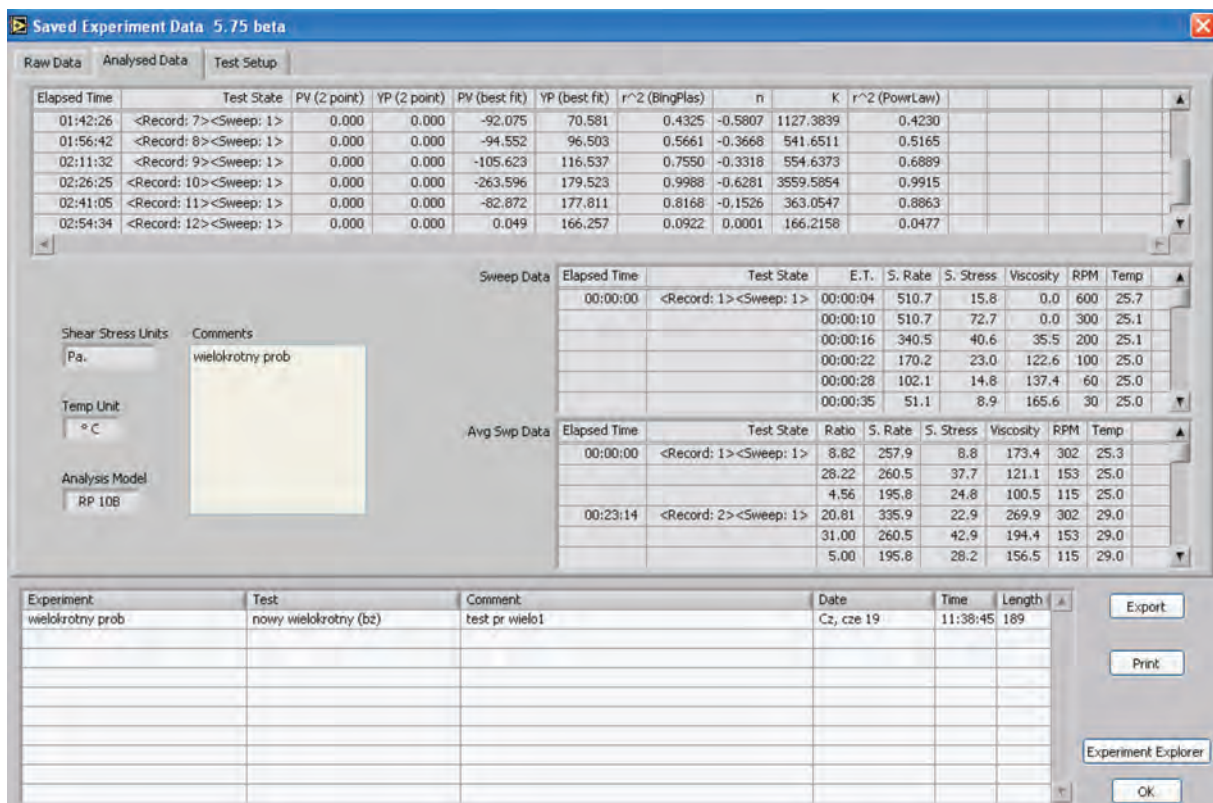 Saved Experiment Data 5.75 beta
Raw Data Analysed Data Test Setup
Elapsed Time Test State PV (2 point) YP (2 point) PV (best fit) YP (best fit) r^2 (BingPlas) n K r^2 (PowrLaw)
01:42:26 <Record: 7><Sweep: 1> 0.000 0.000 -92.075 70.581 0.4325 -0.5807 1127.3839 0.4230
01:56:42 <Record: 8><Sweep: 1> 0.000 0.000 -94.552 96.503 0.5661 -0.3668 541.6511 0.5165
02:11:32 <Record: 9><Sweep: 1> 0.000 0.000 -105.623 116.537 0.7550 -0.3318 554.6373 0.6889
02:26:25 <Record: 10><Sweep: 1> 0.000 0.000 -263.596 179.523 0.9988 -0.6281 3559.5854 0.9915
02:41:05 <Record: 11><Sweep: 1> 0.000 0.000 -82.872 177.811 0.8168 -0.1526 363.0547 0.8863
02:54:34 <Record: 12><Sweep: 1> 0.000 0.000 0.049 166.257 0.0922 0.0001 166.2158 0.0477
Shear Stress Units
Pa.
Temp Unit
° C
Analysis Model
RP 10B
Comments
wielokrotny prob
Sweep Data
Elapsed Time Test State E.T. S. Rate S. Stress Viscosity RPM Temp
00:00:00 <Record: 1><Sweep: 1> 00:00:04 510.7 15.8 0.0 600 25.7
00:00:10 510.7 72.7 0.0 300 25.1
00:00:16 340.5 40.6 35.5 200 25.1
00:00:22 170.2 23.0 122.6 100 25.0
00:00:28 102.1 14.8 137.4 60 25.0
00:00:35 51.1 8.9 165.6 30 25.0
Avg Swp Data
Elapsed Time Test State Ratio S. Rate S. Stress Viscosity RPM Temp
00:00:00 <Record: 1><Sweep: 1> 8.82 257.9 8.8 173.4 302 25.3
28.22 260.5 37.7 121.1 153 25.0
4.56 195.8 24.8 100.5 115 25.0
00:23:14 <Record: 2><Sweep: 1> 20.81 335.9 22.9 269.9 302 29.0
31.00 260.5 42.9 194.4 153 29.0
5.00 195.8 28.2 156.5 115 29.0
Experiment Test Comment Date Time Length
wielokrotny prob nowy wielokrotny (bż) test pr wielo1 Cz, cze 19 11:38:45 189
Export
Print
Experiment Explorer
OK